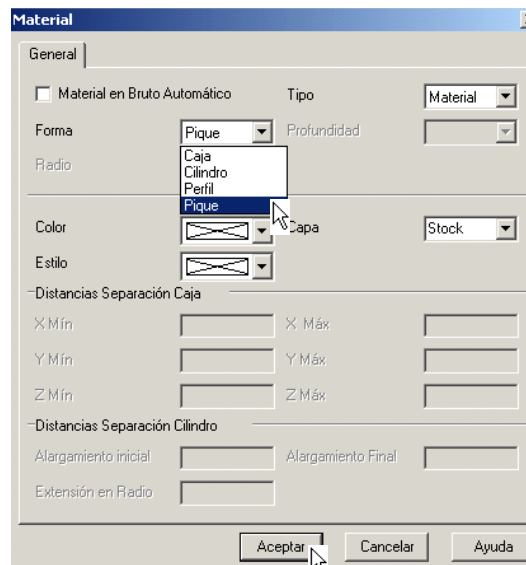 Material
General
Material en Bruto Automático Tipo Material
Forma Pique Profundidad
Caja
Radio
Cilindro
Perfil
Pique
Color Capa Stock
Estilo
Distancias Separación Caja
X Mín X Máx
Y Mín Y Máx
Z Mín Z Máx
Distancias Separación Cilindro
Alargamiento inicial Alargamiento Final
Extensión en Radio
Aceptar Cancelar Ayuda